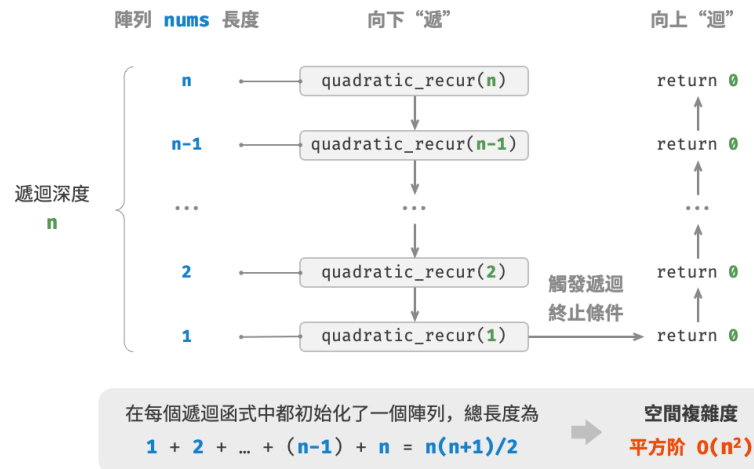 陣列 nums 長度 向下“遞” 向上“迴”
n quadratic_recur(n) return 0
n-1 quadratic_recur(n-1) return 0
遞迴深度
n
... ... ...
2 quadratic_recur(2) return 0
觸發遞迴
終止條件
1 quadratic_recur(1) return 0
在每個遞迴函式中都初始化了一個陣列，總長度為
1 + 2 + … + (n-1) + n = n(n+1)/2
空間複雜度
平方阶 O(n²)